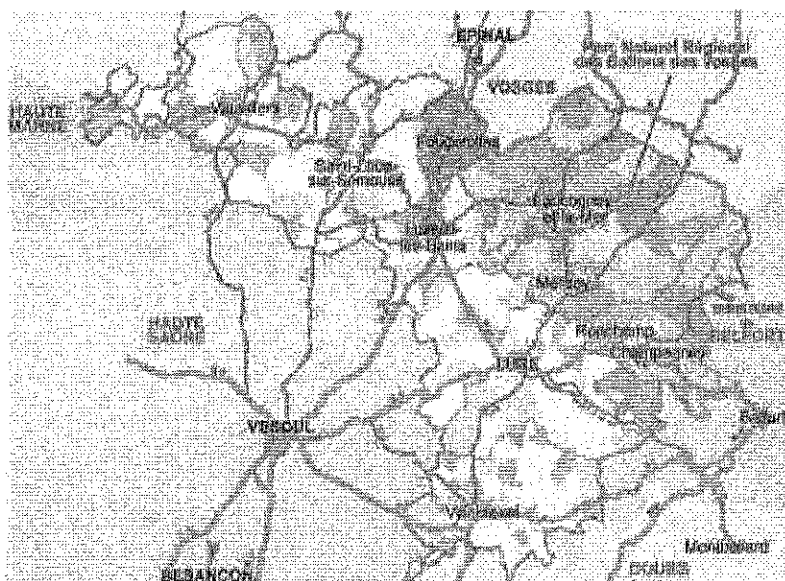 EPINAL
Parc Naturel Régional
des Ballons des Vosges
VOSGES
HAUTE
MARNE
Vauvillers
Fougerolles
Saint-Loup
sur-Semouse
Faucogney
et-la-Mer
Luxeuil
les-Bains
Melisey
HAUTE
SAONE
BELFORT
Ronchamp
Champagney
LURE
VESOUL
Belfort
Villersexel
Montbéliard
BESANCON
DOUBS